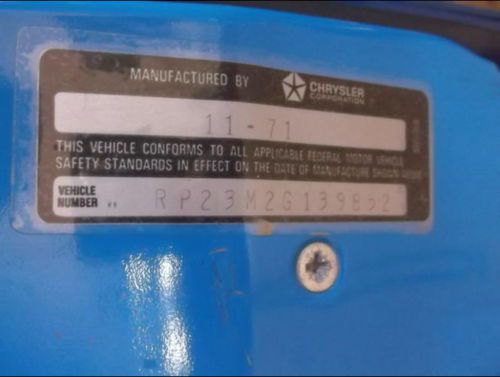 MANUFACTURED BY CHRYSLER CORPORATION
11-71
THIS VEHICLE CONFORMS TO ALL APPLICABLE FEDERAL MOTOR VEHICLE
SAFETY STANDARDS IN EFFECT ON THE DATE OF MANUFACTURE SHOWN ABOVE
VEHICLE NUMBER RP23M2G139852